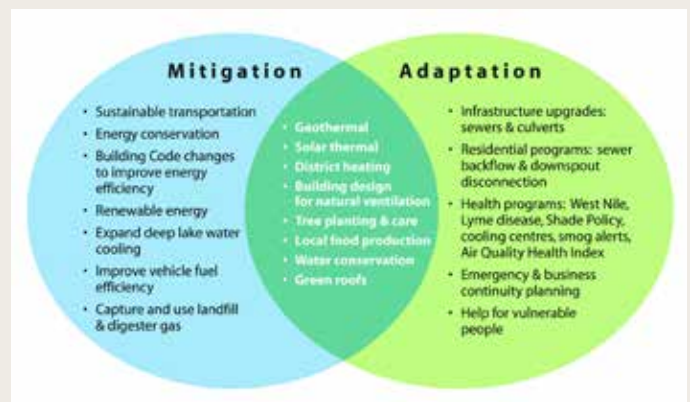 Mitigation
• Sustainable transportation
• Energy conservation
• Building Code changes
to improve energy
efficiency
• Renewable energy
• Expand deep lake water
cooling
• Improve vehicle fuel
efficiency
• Capture and use landfill
& digester gas
• Geothermal
• Solar thermal
• District heating
• Building design
for natural ventilation
• Tree planting & care
• Local food production
• Water conservation
• Green roofs
Adaptation
• Infrastructure upgrades:
sewers & culverts
• Residential programs: sewer
backflow & downspout
disconnection
• Health programs: West Nile,
Lyme disease, Shade Policy,
cooling centres, smog alerts,
Air Quality Health Index
• Emergency & business
continuity planning
• Help for vulnerable
people